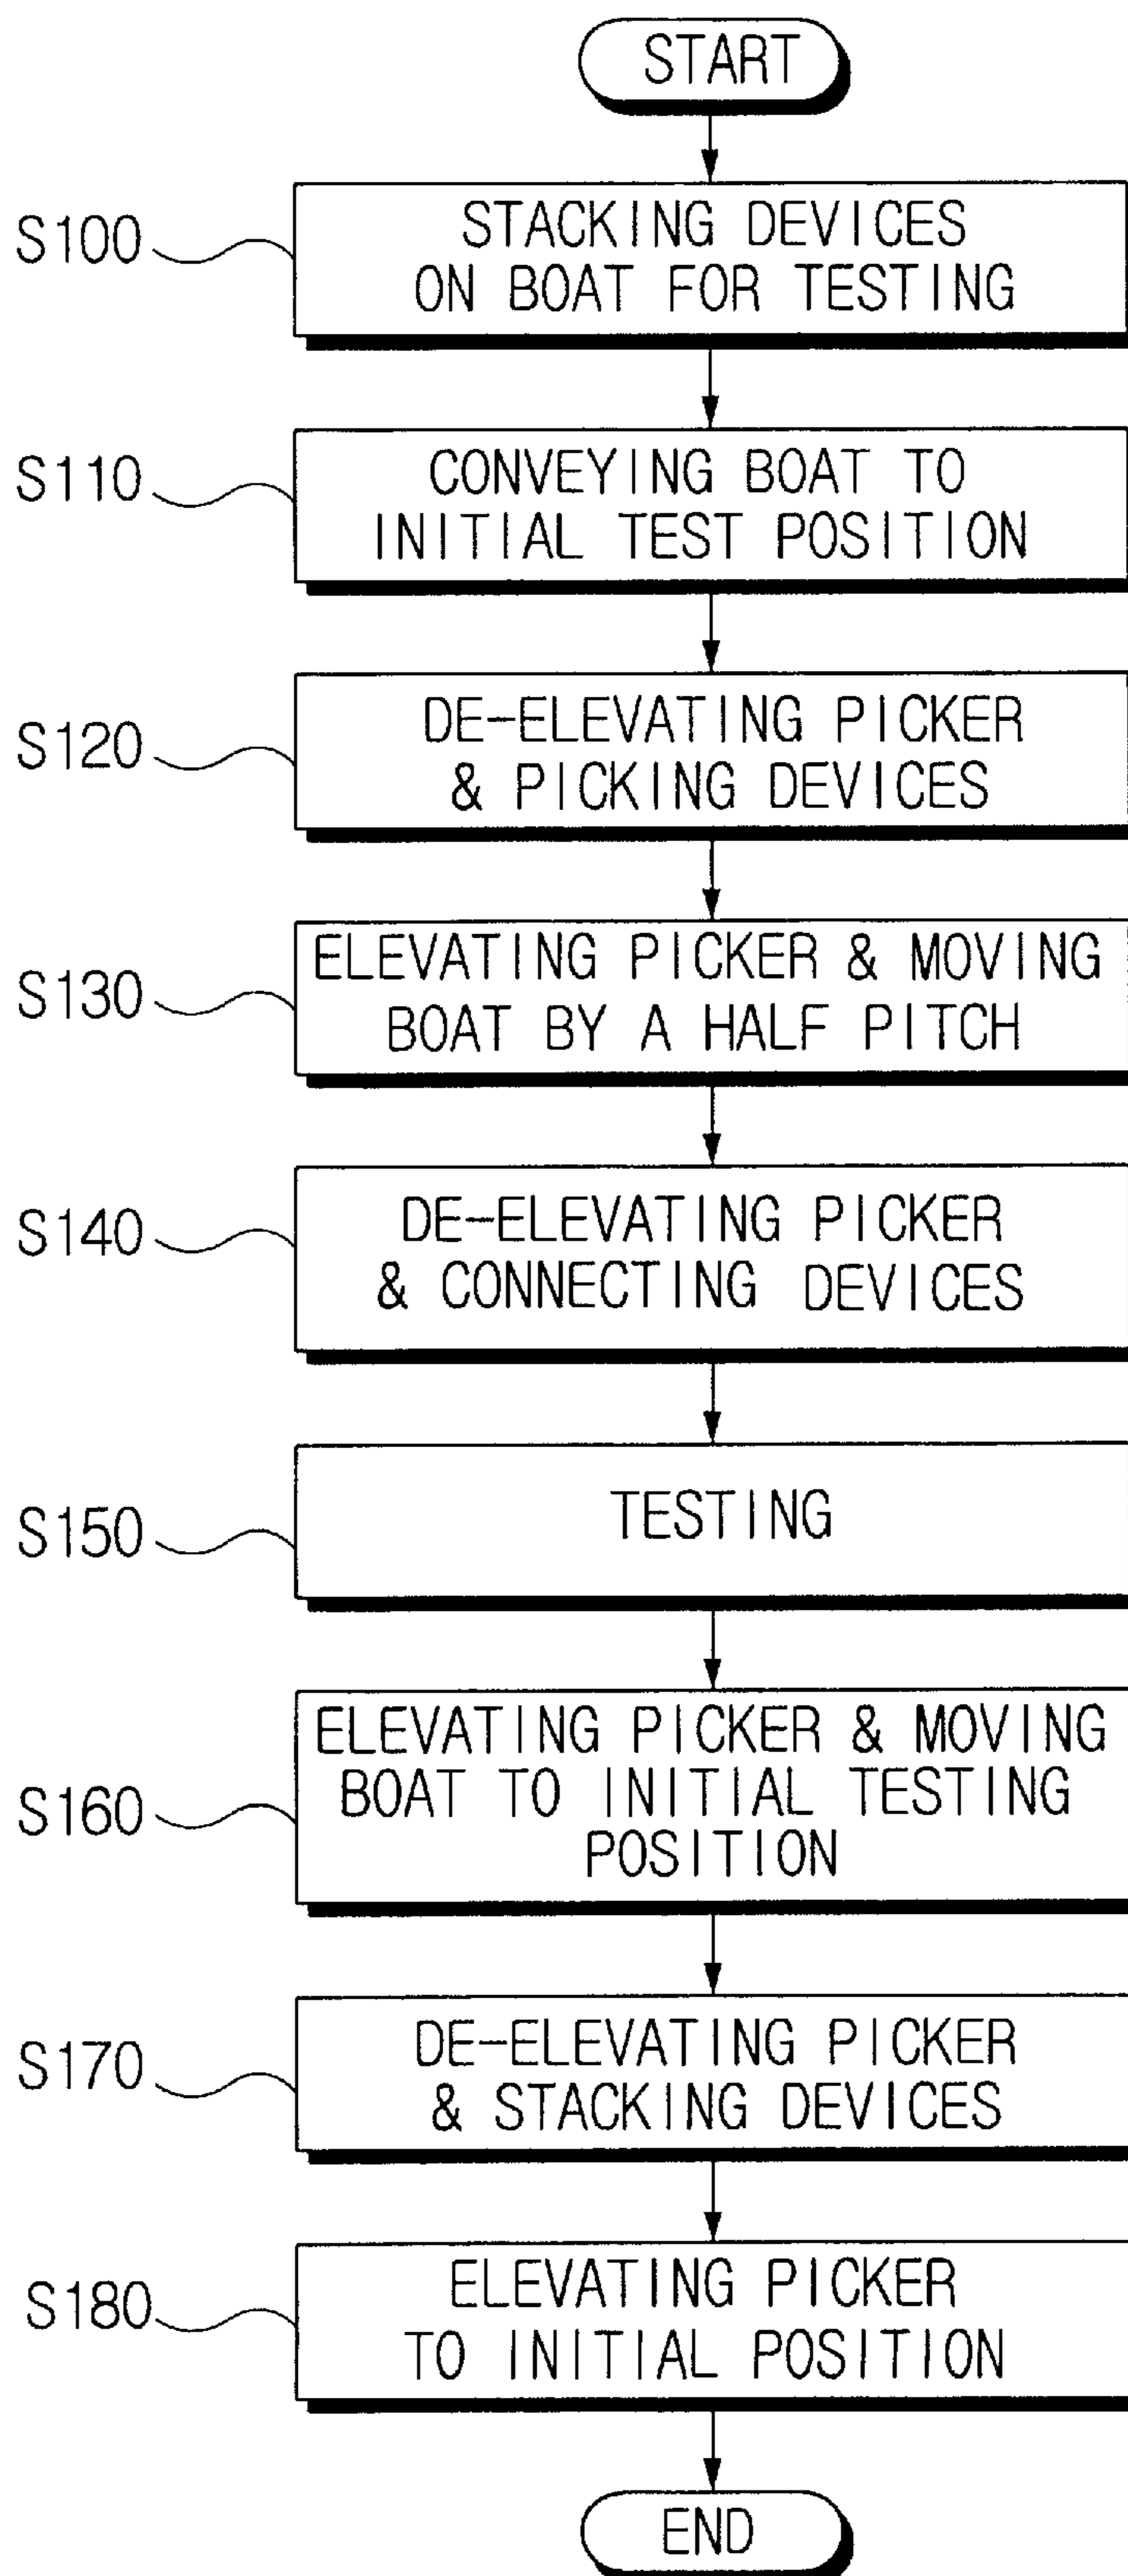 START
S100
STACKING DEVICES
ON BOAT FOR TESTING
S110
CONVEYING BOAT TO
INITIAL TEST POSITION
S120
DE-ELEVATING PICKER
& PICKING DEVICES
S130
ELEVATING PICKER & MOVING
BOAT BY A HALF PITCH
S140
DE-ELEVATING PICKER
& CONNECTING DEVICES
S150
TESTING
S160
ELEVATING PICKER & MOVING
BOAT TO INITIAL TESTING
POSITION
S170
DE-ELEVATING PICKER
& STACKING DEVICES
S180
ELEVATING PICKER
TO INITIAL POSITION
END